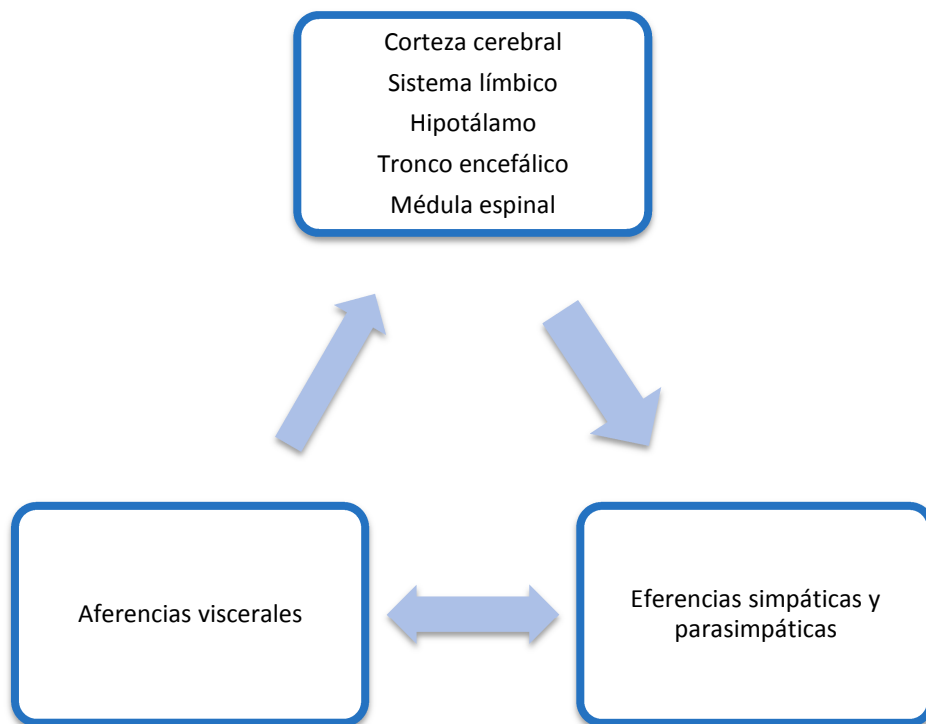 Corteza cerebral
Sistema límbico
Hipotálamo
Tronco encefálico
Médula espinal
Aferencias viscerales
Eferencias simpáticas y
parasimpáticas